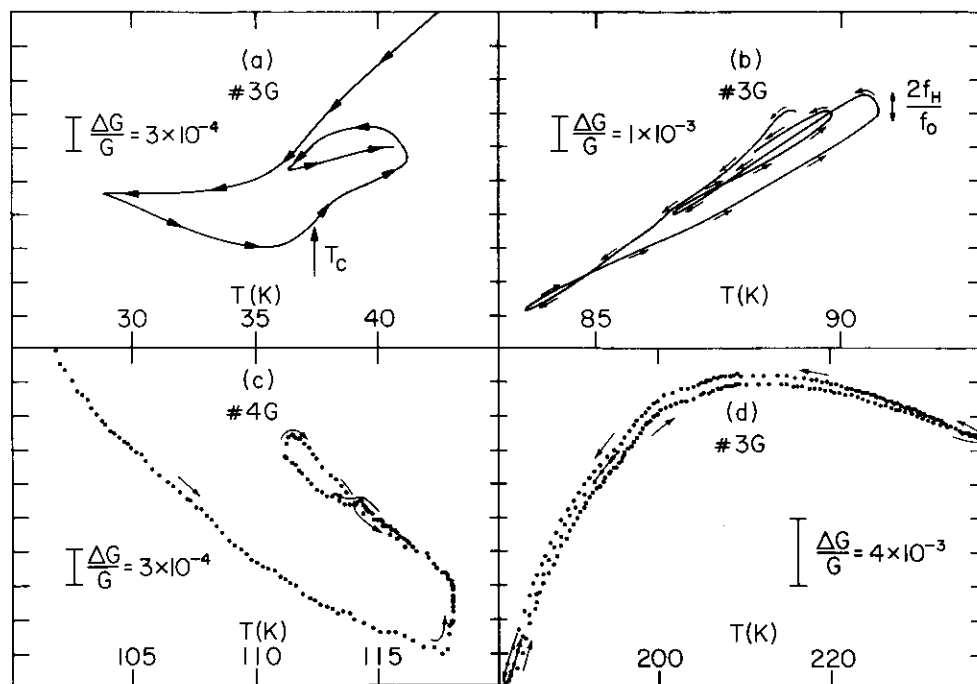 (a)
#3G
ΔG/G = 3×10⁻⁴
T_c
T(K)
30 35 40
(b)
#3G
ΔG/G = 1×10⁻³
2f_H/f_o
T(K)
85 90
(c)
#4G
ΔG/G = 3×10⁻⁴
T(K)
105 110 115
(d)
#3G
ΔG/G = 4×10⁻³
T(K)
200 220